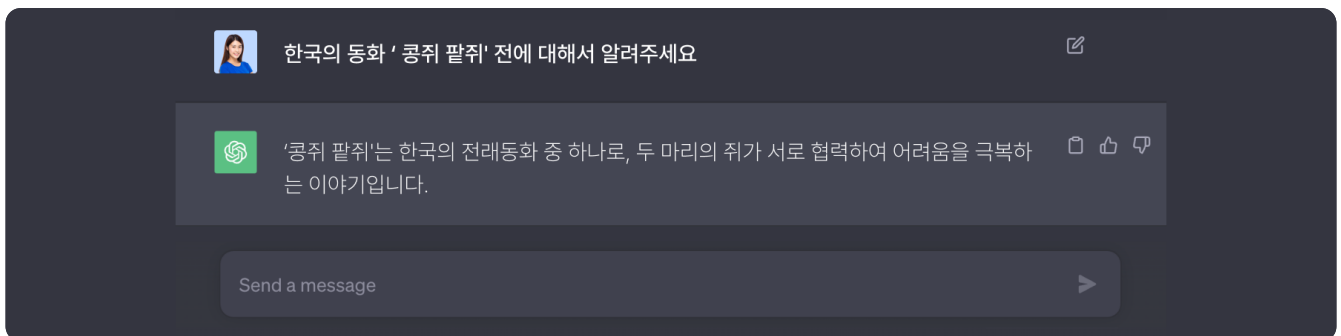 한국의 동화 ‘ 콩쥐 팥쥐' 전에 대해서 알려주세요
‘콩쥐 팥쥐'는 한국의 전래동화 중 하나로, 두 마리의 쥐가 서로 협력하여 어려움을 극복하
는 이야기입니다.
Send a message